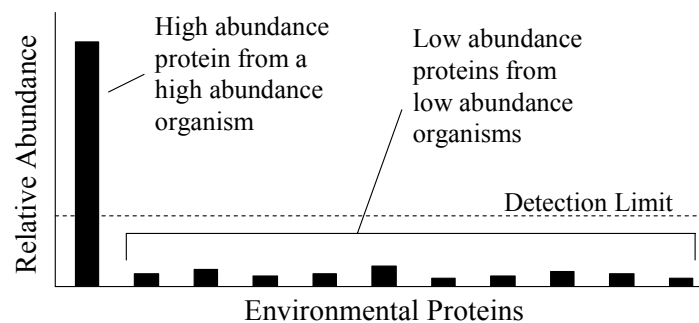 High abundance
protein from a
high abundance
organism
Low abundance
proteins from
low abundance
organisms
Detection Limit
Relative Abundance
Environmental Proteins